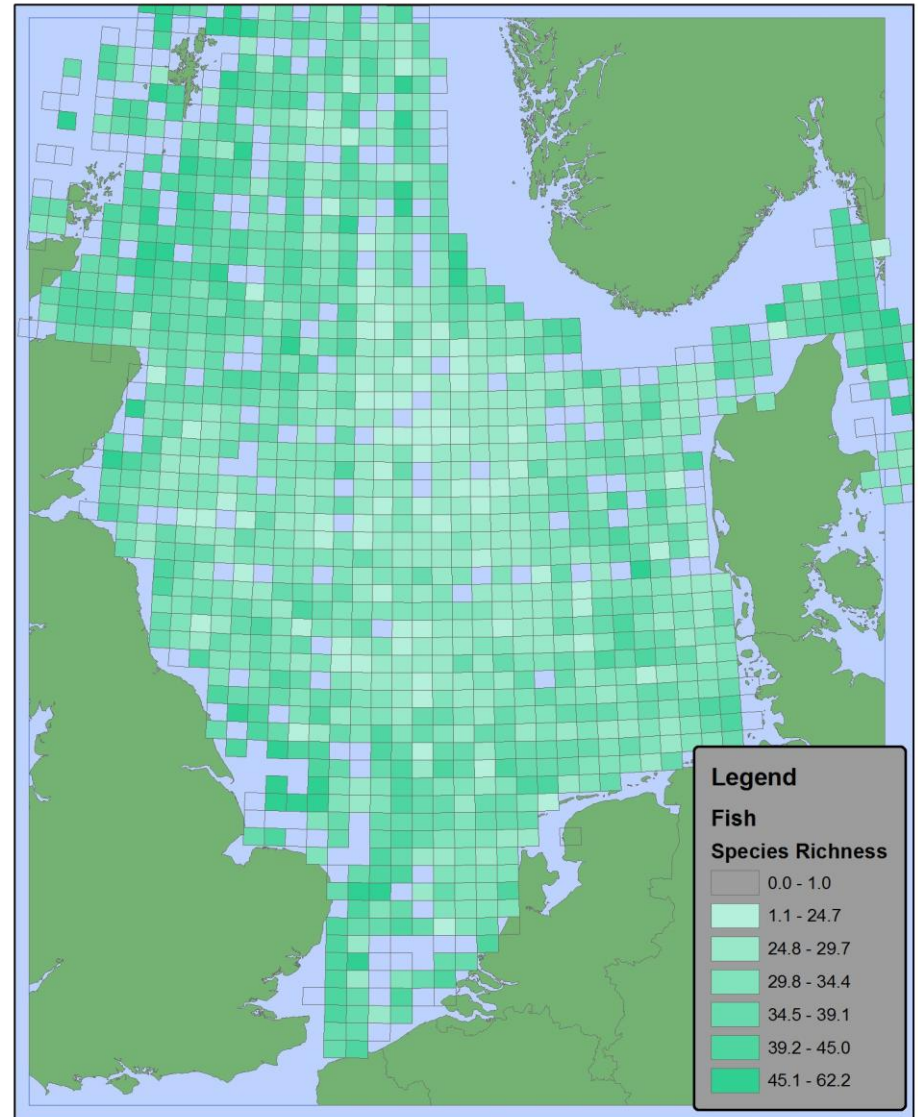 Legend
Fish
Species Richness
0.0 - 1.0
1.1 - 24.7
24.8 - 29.7
29.8 - 34.4
34.5 - 39.1
39.2 - 45.0
45.1 - 62.2